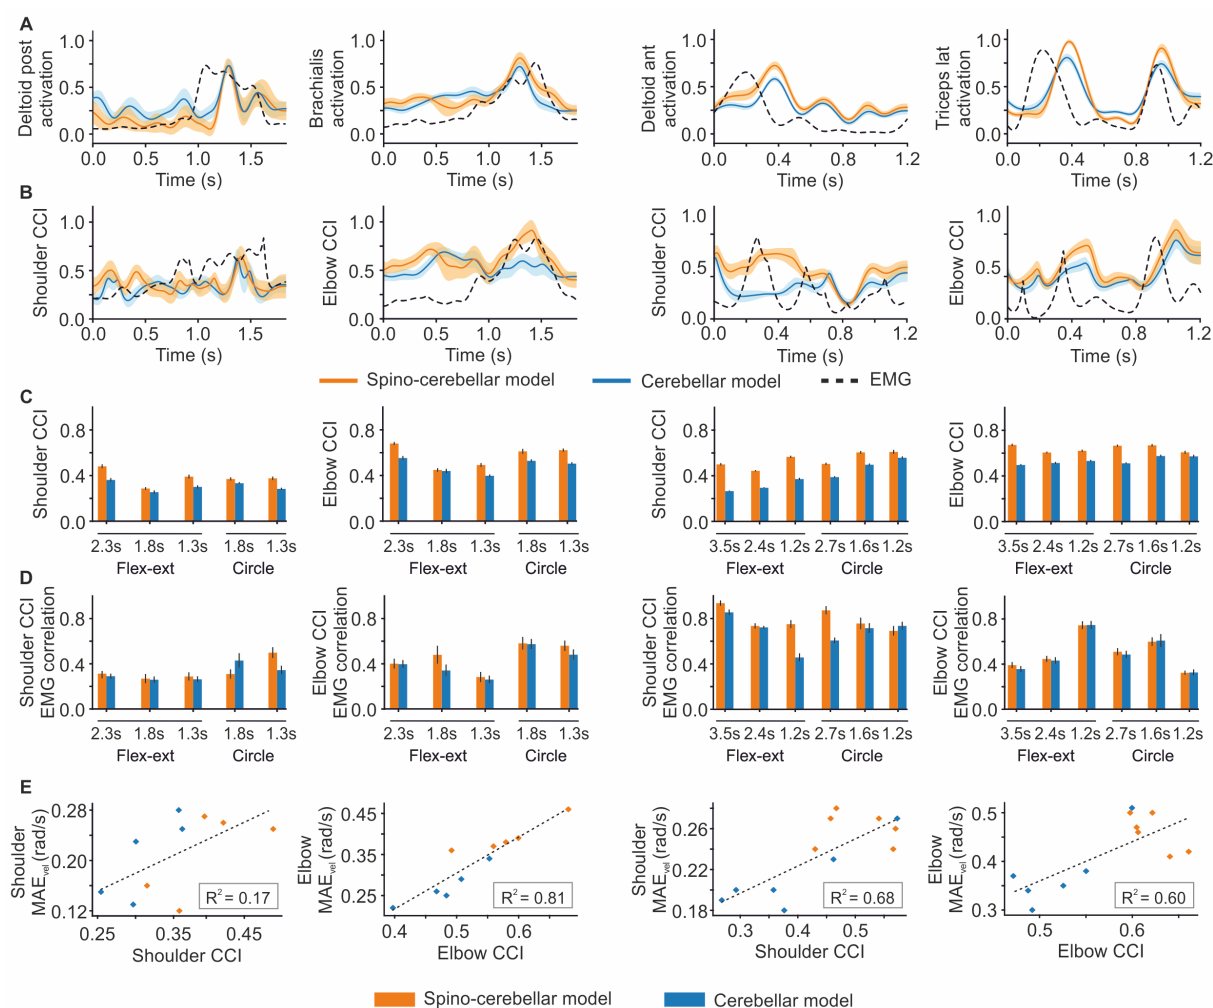 A
Deltoid post
activation
1.0
0.5
0.0
0.0 0.5 1.0 1.5
Time (s)
Brachialis
activation
1.0
0.5
0.0
0.0 0.5 1.0 1.5
Time (s)
Deltoid ant
activation
1.0
0.5
0.0
0.0 0.4 0.8 1.2
Time (s)
Triceps lat
activation
1.0
0.5
0.0
0.0 0.4 0.8 1.2
Time (s)
B
Shoulder CCI
1.0
0.5
0.0
0.0 0.5 1.0 1.5
Time (s)
Elbow CCI
1.0
0.5
0.0
0.0 0.5 1.0 1.5
Time (s)
Shoulder CCI
1.0
0.5
0.0
0.0 0.4 0.8 1.2
Time (s)
Elbow CCI
1.0
0.5
0.0
0.0 0.4 0.8 1.2
Time (s)
Spino-cerebellar model Cerebellar model EMG
C
Shoulder CCI
0.8
0.4
0.0
2.3s 1.8s 1.3s 1.8s 1.3s
Flex-ext Circle
Elbow CCI
0.8
0.4
0.0
2.3s 1.8s 1.3s 1.8s 1.3s
Flex-ext Circle
Shoulder CCI
0.8
0.4
0.0
3.5s 2.4s 1.2s 2.7s 1.6s 1.2s
Flex-ext Circle
Elbow CCI
0.8
0.4
0.0
3.5s 2.4s 1.2s 2.7s 1.6s 1.2s
Flex-ext Circle
D
Shoulder CCI
EMG correlation
0.8
0.4
0.0
2.3s 1.8s 1.3s 1.8s 1.3s
Flex-ext Circle
Elbow CCI
EMG correlation
0.8
0.4
0.0
2.3s 1.8s 1.3s 1.8s 1.3s
Flex-ext Circle
Shoulder CCI
EMG correlation
0.8
0.4
0.0
3.5s 2.4s 1.2s 2.7s 1.6s 1.2s
Flex-ext Circle
Elbow CCI
EMG correlation
0.8
0.4
0.0
3.5s 2.4s 1.2s 2.7s 1.6s 1.2s
Flex-ext Circle
E
Shoulder
MAEvel (rad/s)
0.28
0.20
0.12
R² = 0.17
0.25 0.35 0.45
Shoulder CCI
Elbow
MAEvel (rad/s)
0.45
0.35
0.25
R² = 0.81
0.4 0.5 0.6 0.7
Elbow CCI
Shoulder
MAEvel (rad/s)
0.26
0.22
0.18
R² = 0.68
0.3 0.4 0.5
Shoulder CCI
Elbow
MAEvel (rad/s)
0.5
0.4
0.3
R² = 0.60
0.5 0.6
Elbow CCI
Spino-cerebellar model Cerebellar model